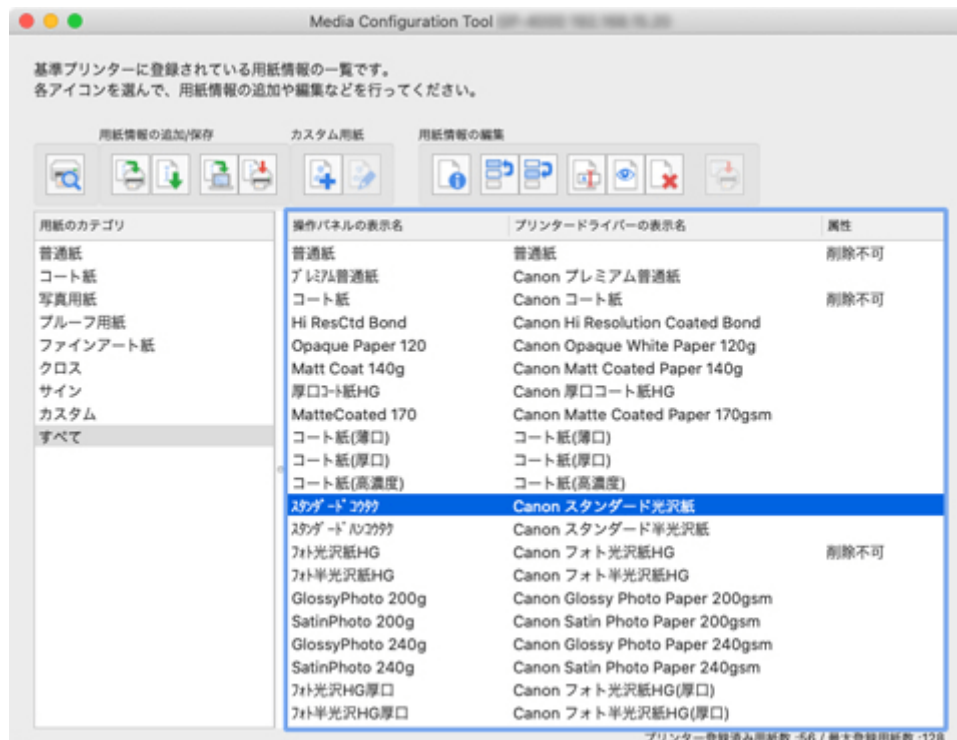 Media Configuration Tool
基準プリンターに登録されている用紙情報の一覧です。
各アイコンを選んで、用紙情報の追加や編集などを行ってください。
用紙情報の追加/保存 カスタム用紙 用紙情報の編集
用紙のカテゴリ
普通紙
コート紙
写真用紙
プルーフ用紙
ファインアート紙
クロス
サイン
カスタム
すべて
操作パネルの表示名 プリンタードライバーの表示名 属性
普通紙 普通紙 削除不可
ﾌﾟﾚﾐｱﾑ普通紙 Canon プレミアム普通紙
コート紙 Canon コート紙 削除不可
Hi ResCtd Bond Canon Hi Resolution Coated Bond
Opaque Paper 120 Canon Opaque White Paper 120g
Matt Coat 140g Canon Matt Coated Paper 140g
厚口ｺｰﾄ紙HG Canon 厚口コート紙HG
MatteCoated 170 Canon Matte Coated Paper 170gsm
コート紙(薄口) コート紙(薄口)
コート紙(厚口) コート紙(厚口)
コート紙(高濃度) コート紙(高濃度)
ｽﾀﾝﾀﾞｰﾄﾞｺｳﾀｸ Canon スタンダード光沢紙
ｽﾀﾝﾀﾞｰﾄﾞﾊﾝｺｳﾀｸ Canon スタンダード半光沢紙
ﾌｫﾄ光沢紙HG Canon フォト光沢紙HG 削除不可
ﾌｫﾄ半光沢紙HG Canon フォト半光沢紙HG
GlossyPhoto 200g Canon Glossy Photo Paper 200gsm
SatinPhoto 200g Canon Satin Photo Paper 200gsm
GlossyPhoto 240g Canon Glossy Photo Paper 240gsm
SatinPhoto 240g Canon Satin Photo Paper 240gsm
ﾌｫﾄ光沢HG厚口 Canon フォト光沢紙HG(厚口)
ﾌｫﾄ半光沢HG厚口 Canon フォト半光沢紙HG(厚口)
プリンター登録済み用紙数 :56 / 最大登録用紙数 :128